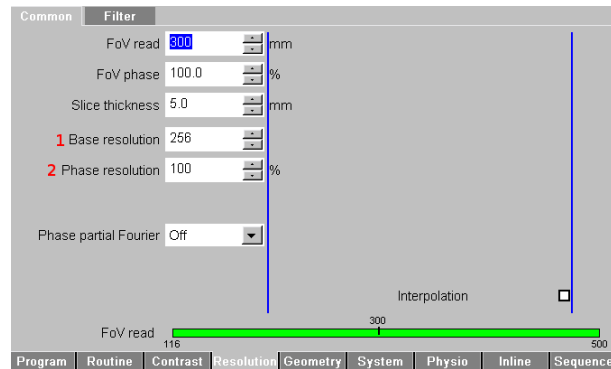 Common Filter
FoV read 300 mm
FoV phase 100.0 %
Slice thickness 5.0 mm
1 Base resolution 256
2 Phase resolution 100 %
Phase partial Fourier Off
Interpolation
300
FoV read
116 500
Program Routine Contrast Resolution Geometry System Physio Inline Sequence